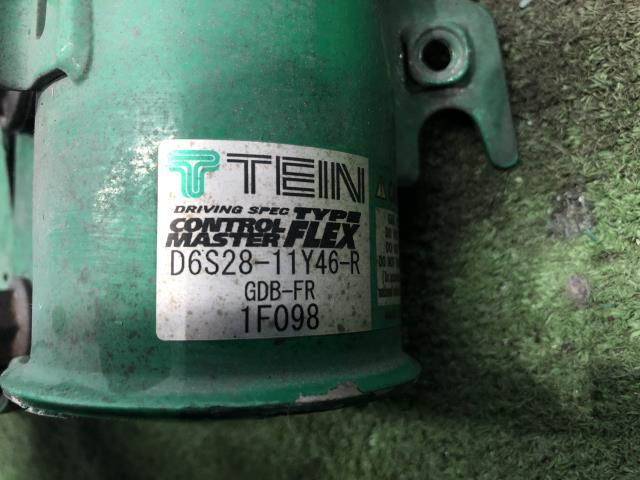 TEIN
DRIVING SPEC TYPE
CONTROL
MASTER FLEX
D6S28-11Y46-R
GDB-FR
1F098